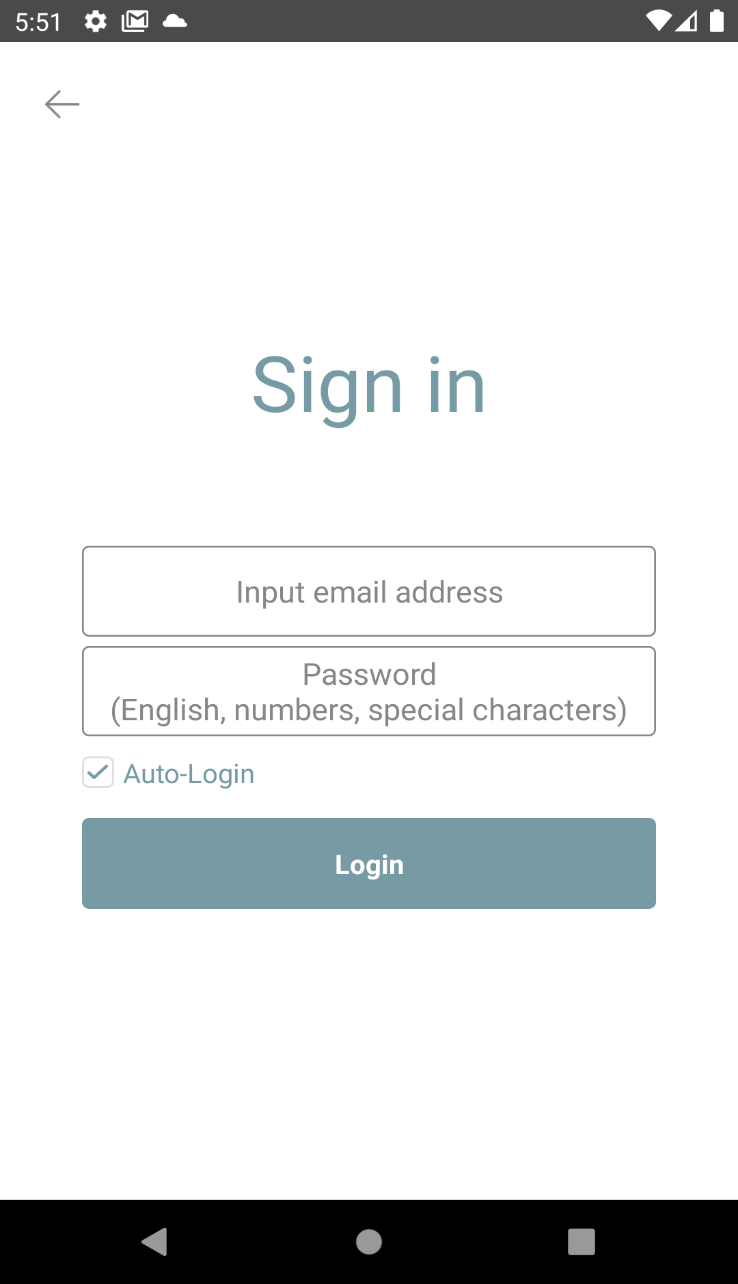 5:51
Sign in
Input email address
Password
(English, numbers, special characters)
Auto-Login
Login